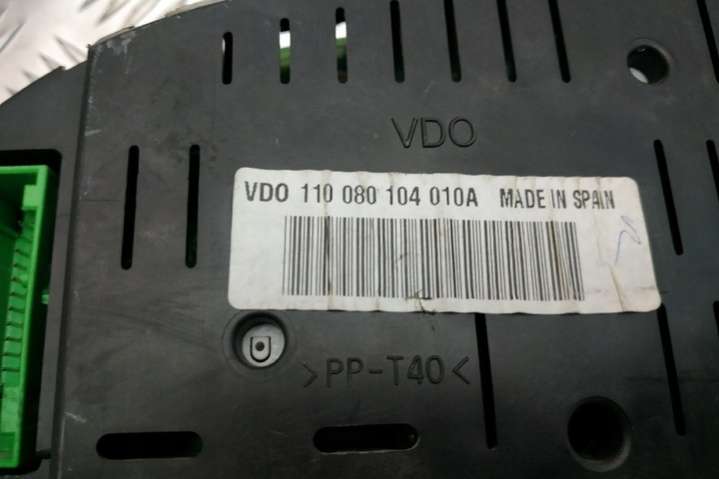 VDO
VDO 110 080 104 010A MADE IN SPAIN
>PP-T40<